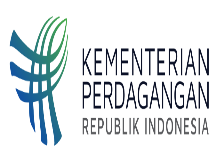 KEMENTERIAN
PERDAGANGAN
REPUBLIK INDONESIA